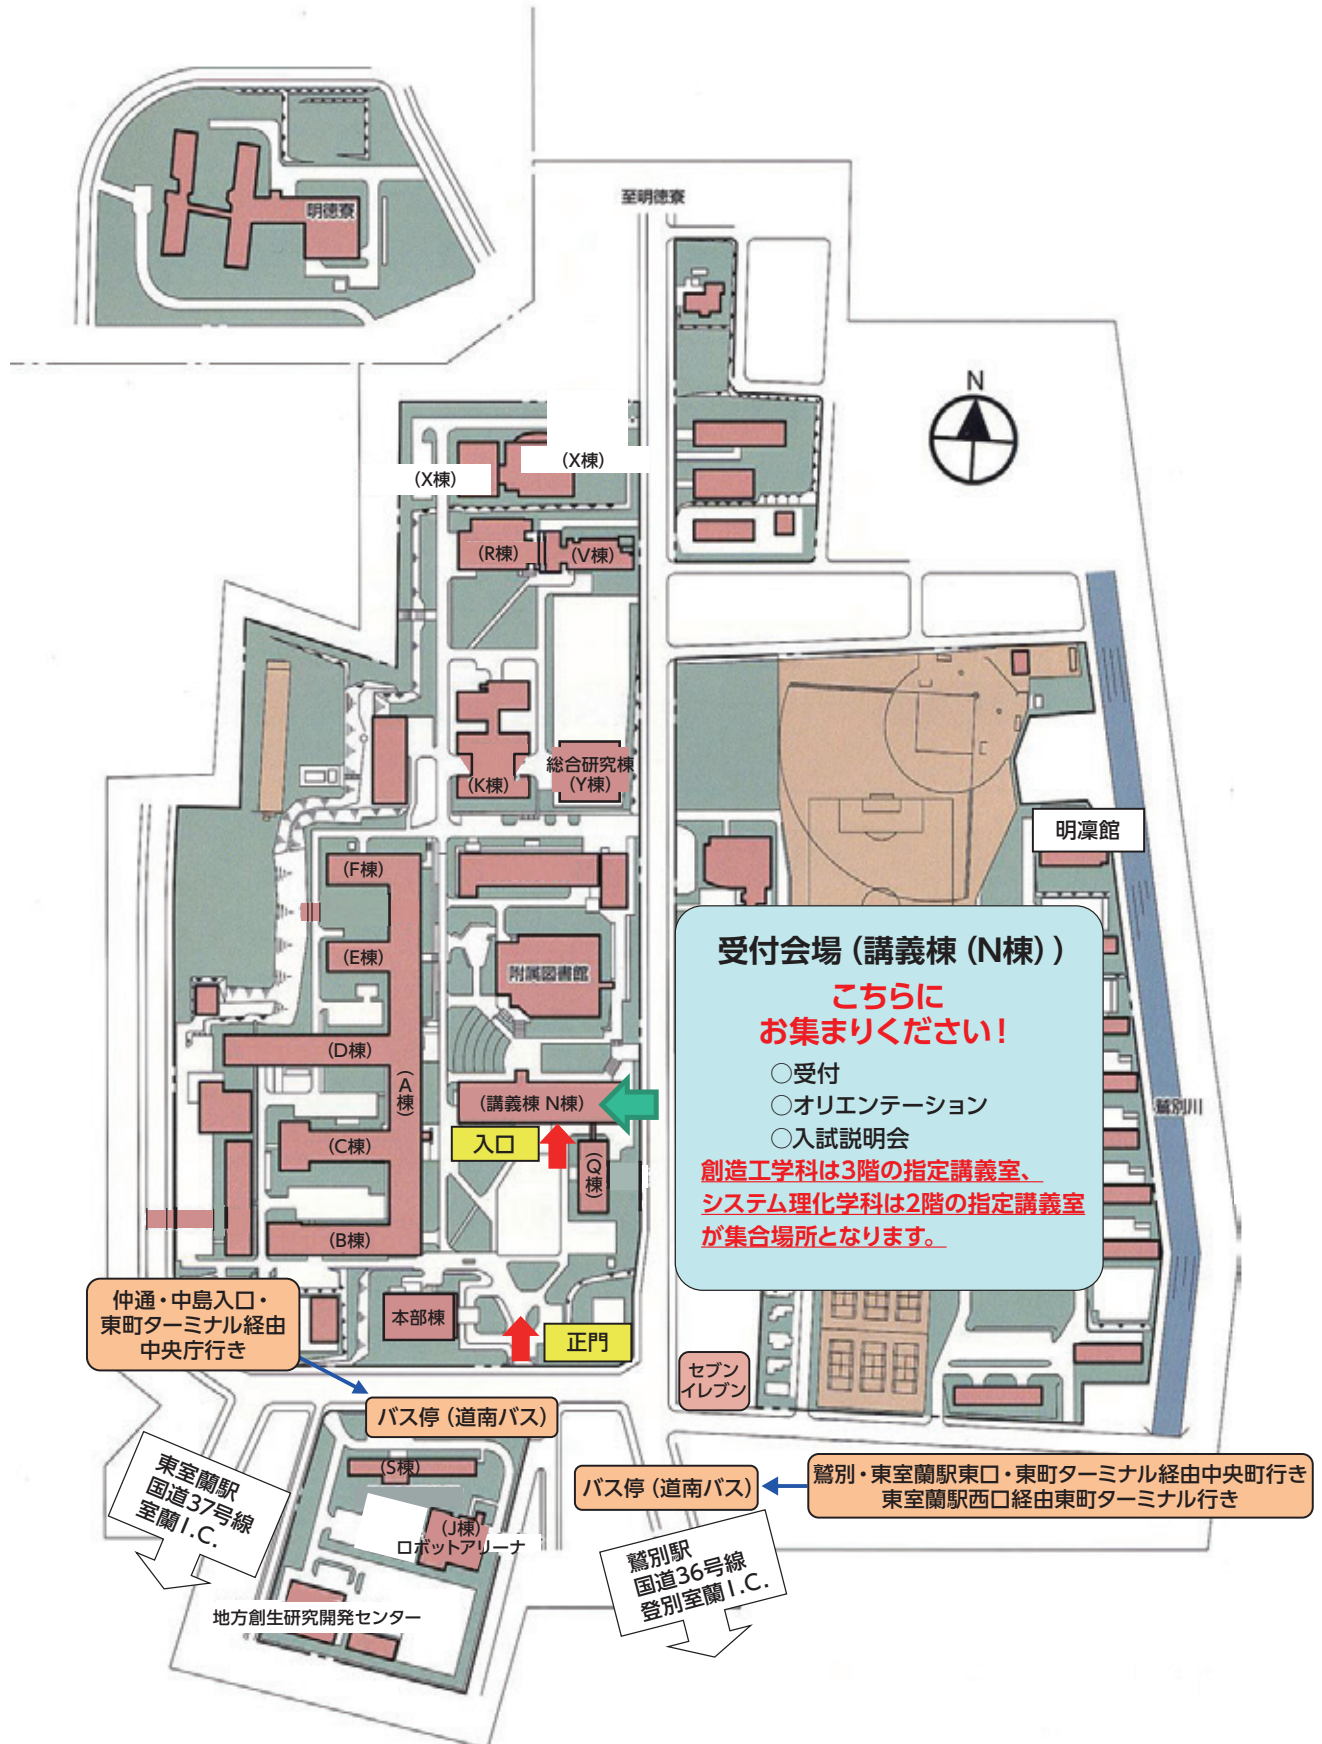 明徳寮
至明徳寮
N
(X棟)
(X棟)
(R棟)
(V棟)
総合研究棟
(Y棟)
(K棟)
明凜館
(F棟)
(E棟)
附属図書館
(D棟)
(A棟)
(講義棟 N棟)
入口
(C棟)
(Q棟)
(B棟)
受付会場（講義棟（N棟））
こちらに
お集まりください！
○受付
○オリエンテーション
○入試説明会
創造工学科は3階の指定講義室、
システム理化学科は2階の指定講義室
が集合場所となります。
鷲別川
仲通・中島入口・
東町ターミナル経由
中央庁行き
本部棟
正門
セブン
イレブン
バス停（道南バス）
(S棟)
バス停（道南バス）
鷲別・東室蘭駅東口・東町ターミナル経由中央町行き
東室蘭駅西口経由東町ターミナル行き
東室蘭駅
国道37号線
室蘭I.C.
(J棟)
ロボットアリーナ
鷲別駅
国道36号線
登別室蘭I.C.
地方創生研究開発センター